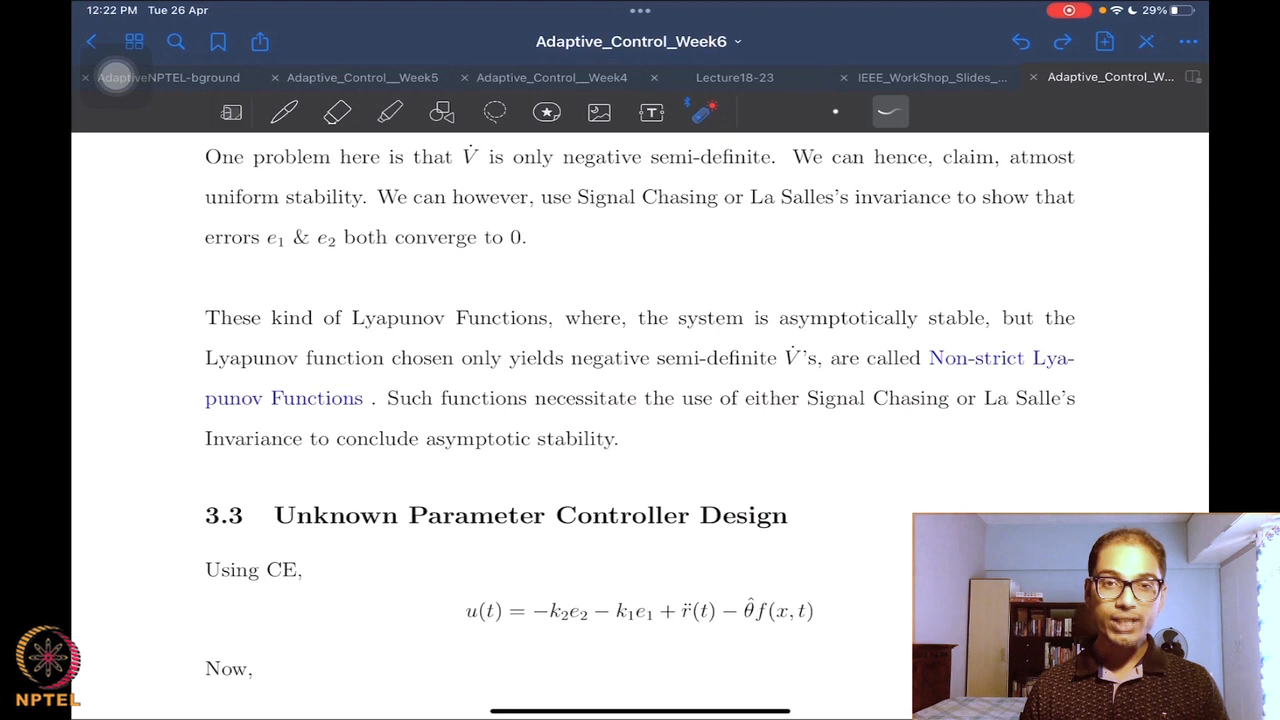 12:22 PM Tue 26 Apr
29%
Adaptive_Control_Week6
AdaptiveNPTEL-bground
Adaptive_Control__Week5
Adaptive_Control__Week4
Lecture18-23
IEEE_WorkShop_Slides_...
Adaptive_Control_W...
One problem here is that V̇ is only negative semi-definite. We can hence, claim, atmost
uniform stability. We can however, use Signal Chasing or La Salles's invariance to show that
errors e₁ & e₂ both converge to 0.
These kind of Lyapunov Functions, where, the system is asymptotically stable, but the
Lyapunov function chosen only yields negative semi-definite V̇'s, are called Non-strict Lya-
punov Functions . Such functions necessitate the use of either Signal Chasing or La Salle's
Invariance to conclude asymptotic stability.
3.3 Unknown Parameter Controller Design
Using CE,
u(t) = −k₂e₂ − k₁e₁ + r̈(t) − θ̂f(x, t)
Now,
NPTEL